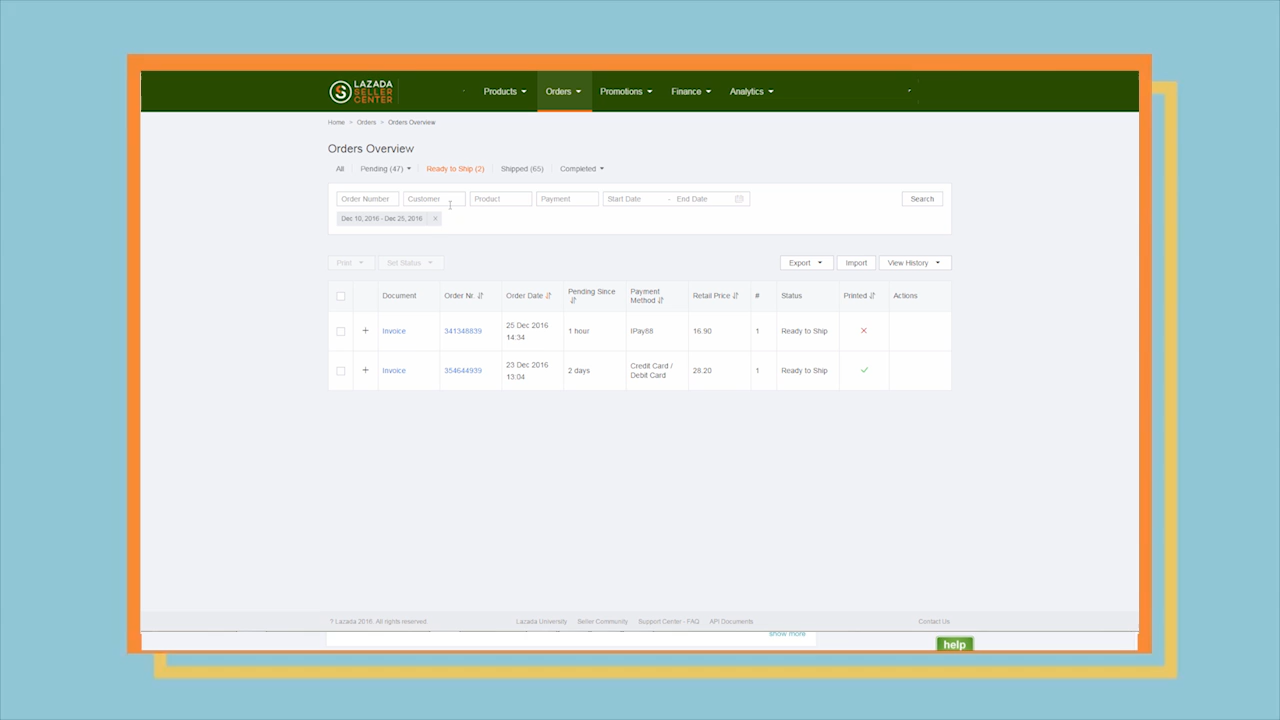 LAZADA
SELLER
CENTER
Products Orders Promotions Finance Analytics
Home > Orders > Orders Overview
Orders Overview
All Pending (47) Ready to Ship (2) Shipped (65) Completed
Order Number Customer Product Payment Start Date - End Date Search
Dec 10, 2016 - Dec 25, 2016 ×
Print Set Status Export Import View History
Document Order Nr. Order Date Pending Since Payment Method Retail Price # Status Printed Actions
+ Invoice 341348839 25 Dec 2016 14:34 1 hour IPay88 16.90 1 Ready to Ship
+ Invoice 354644939 23 Dec 2016 13:04 2 days Credit Card / Debit Card 28.20 1 Ready to Ship
? Lazada 2016. All rights reserved. Lazada University Seller Community Support Center - FAQ API Documents Contact Us
show more
help